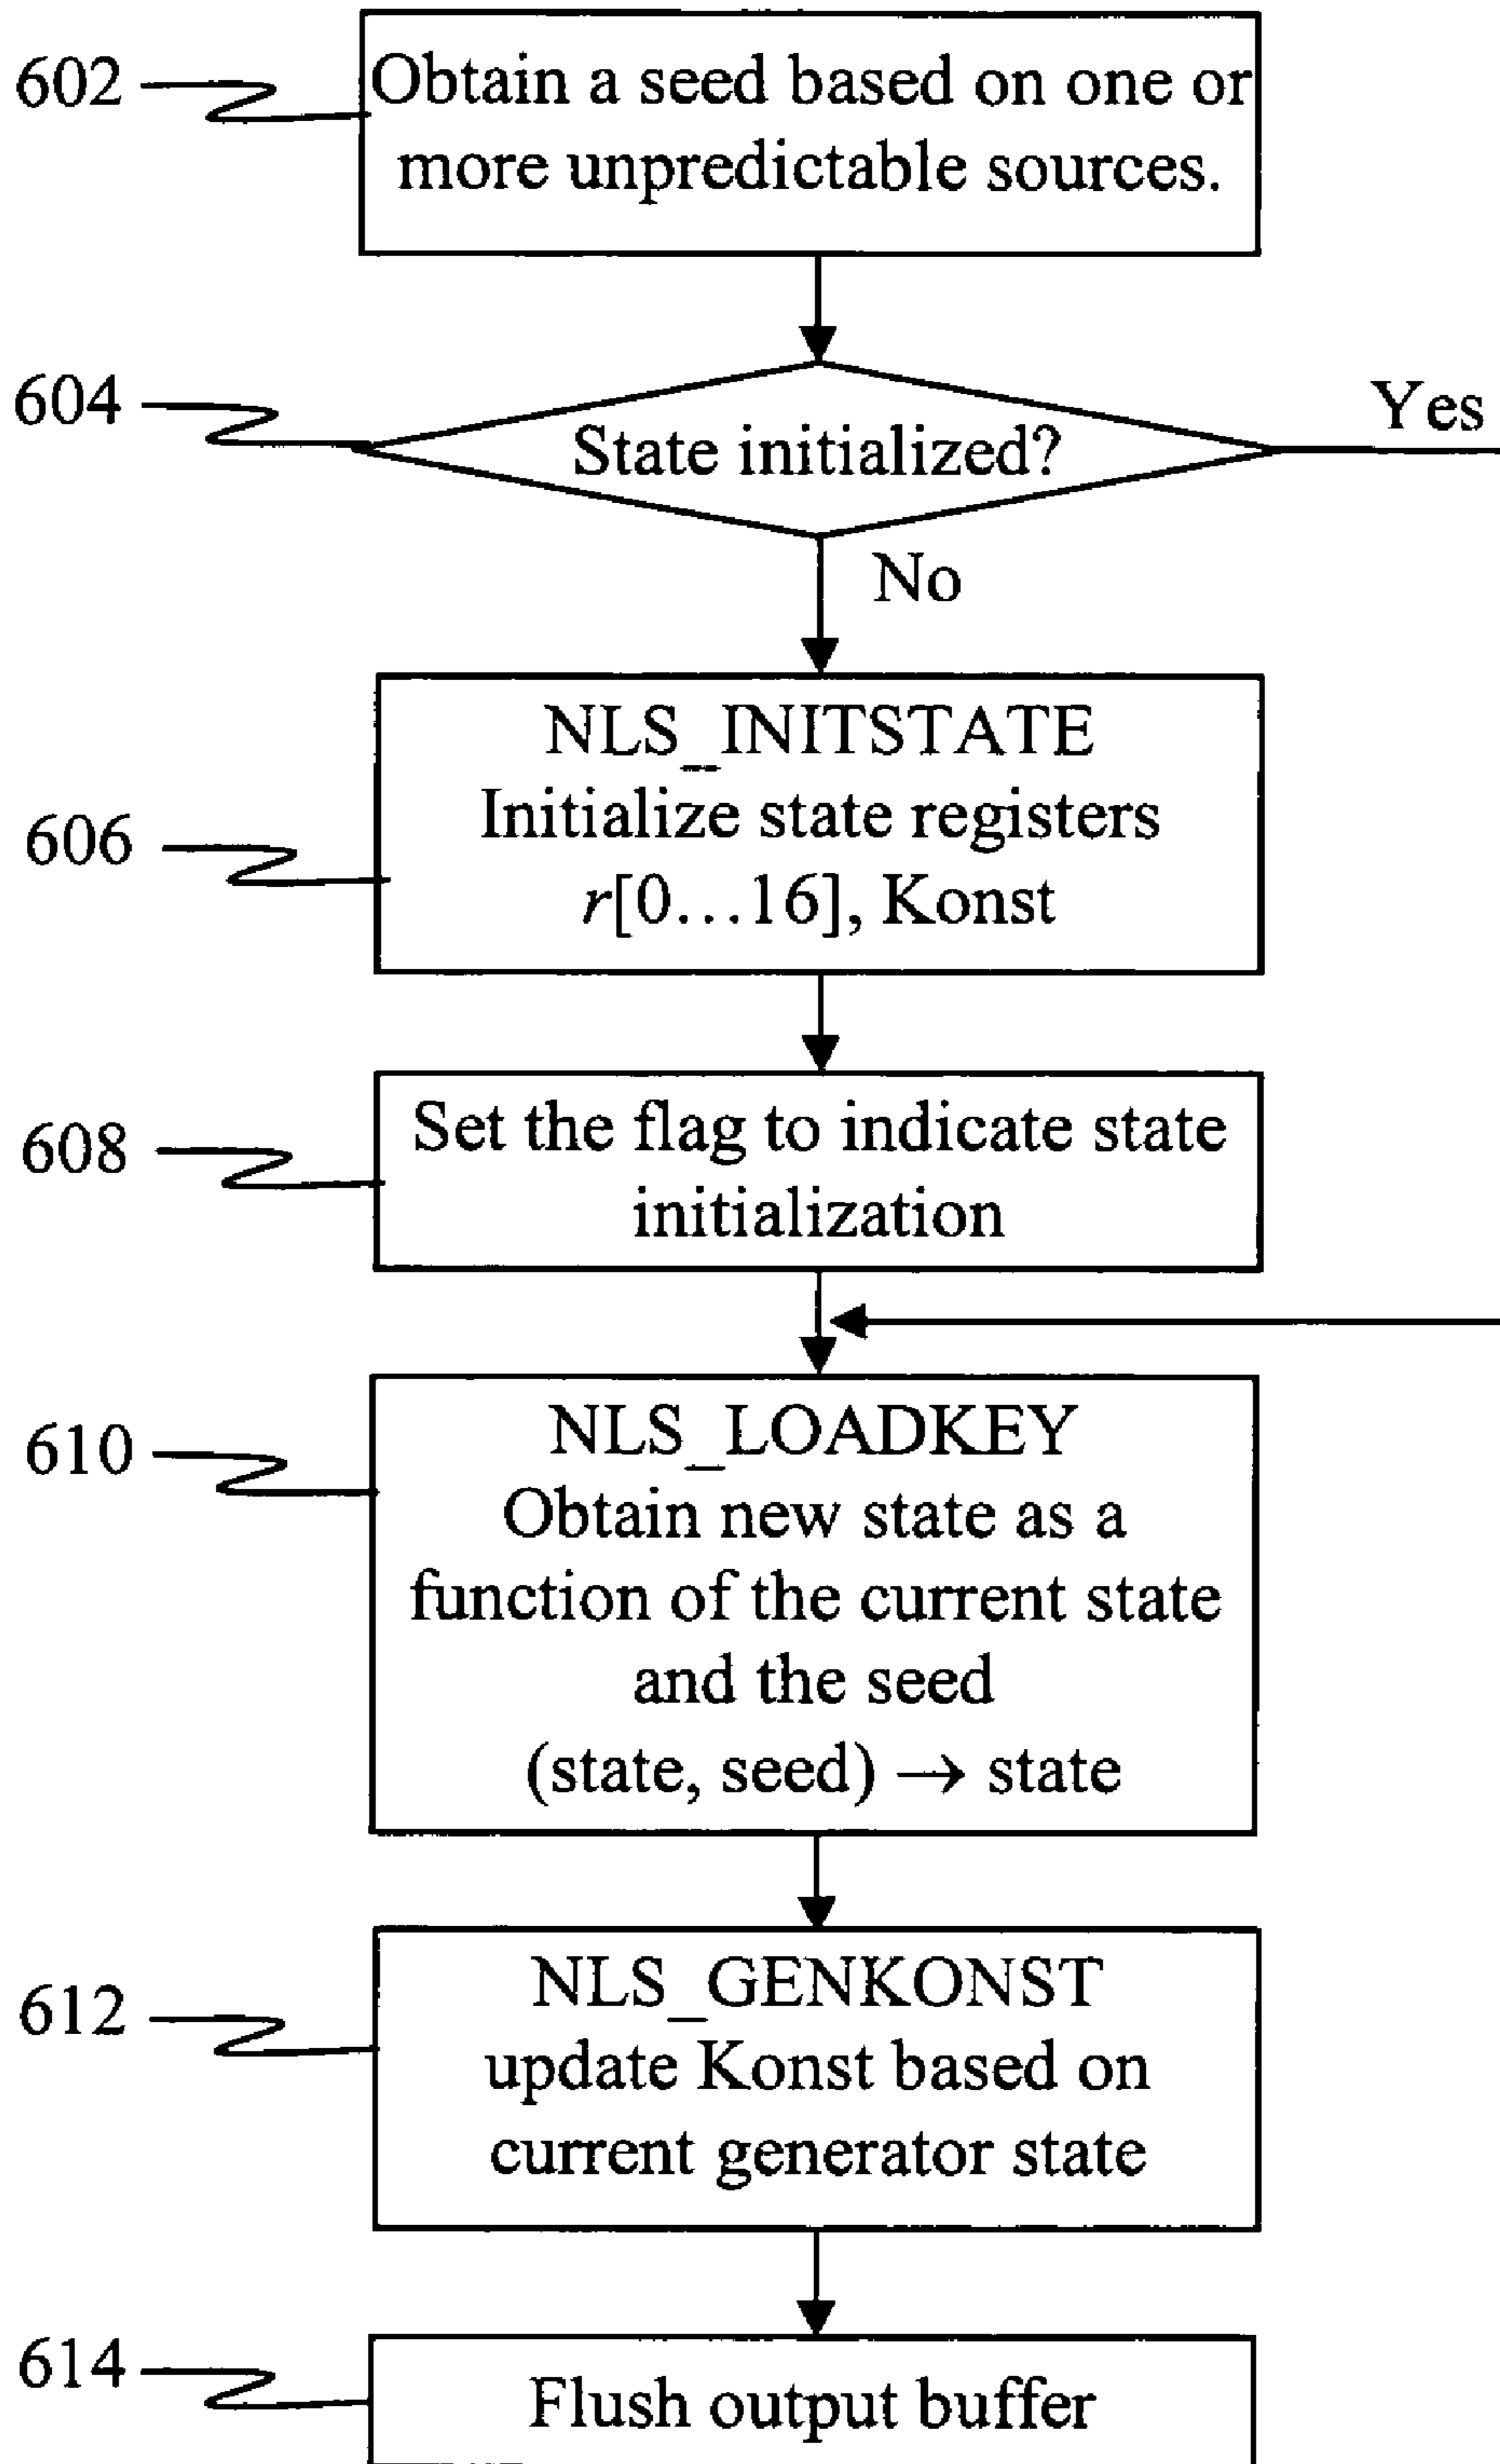 602
Obtain a seed based on one or
more unpredictable sources.
604
State initialized?
Yes
No
606
NLS_INITSTATE
Initialize state registers
r[0...16], Konst
608
Set the flag to indicate state
initialization
610
NLS_LOADKEY
Obtain new state as a
function of the current state
and the seed
(state, seed) → state
612
NLS_GENKONST
update Konst based on
current generator state
614
Flush output buffer